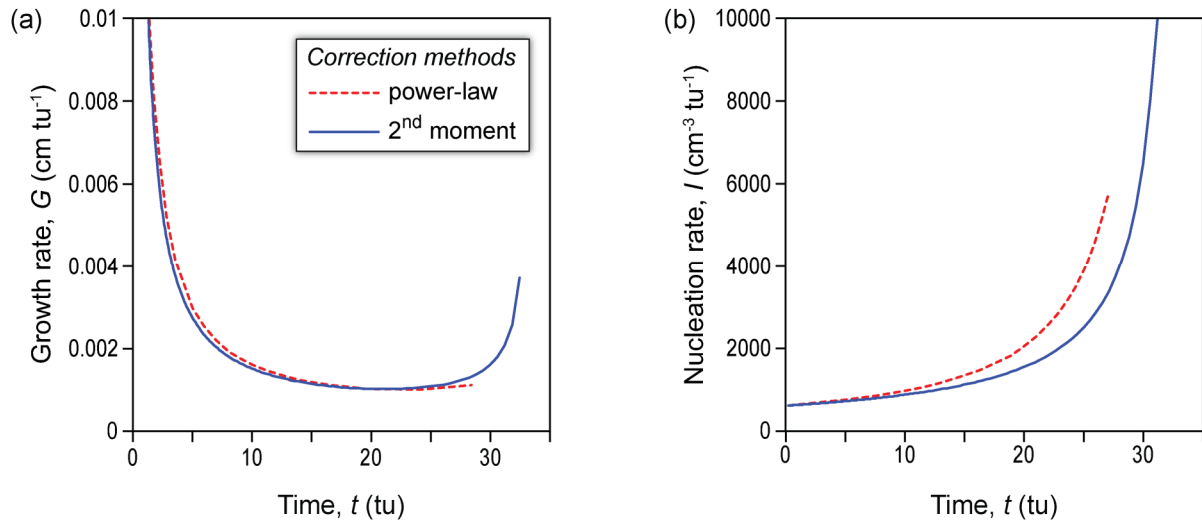 (a)
0.01
0.008
0.006
0.004
0.002
0
Growth rate, G (cm tu⁻¹)
Correction methods
power-law
2ⁿᵈ moment
0 10 20 30
Time, t (tu)
(b)
10000
8000
6000
4000
2000
0
Nucleation rate, I (cm⁻³ tu⁻¹)
0 10 20 30
Time, t (tu)